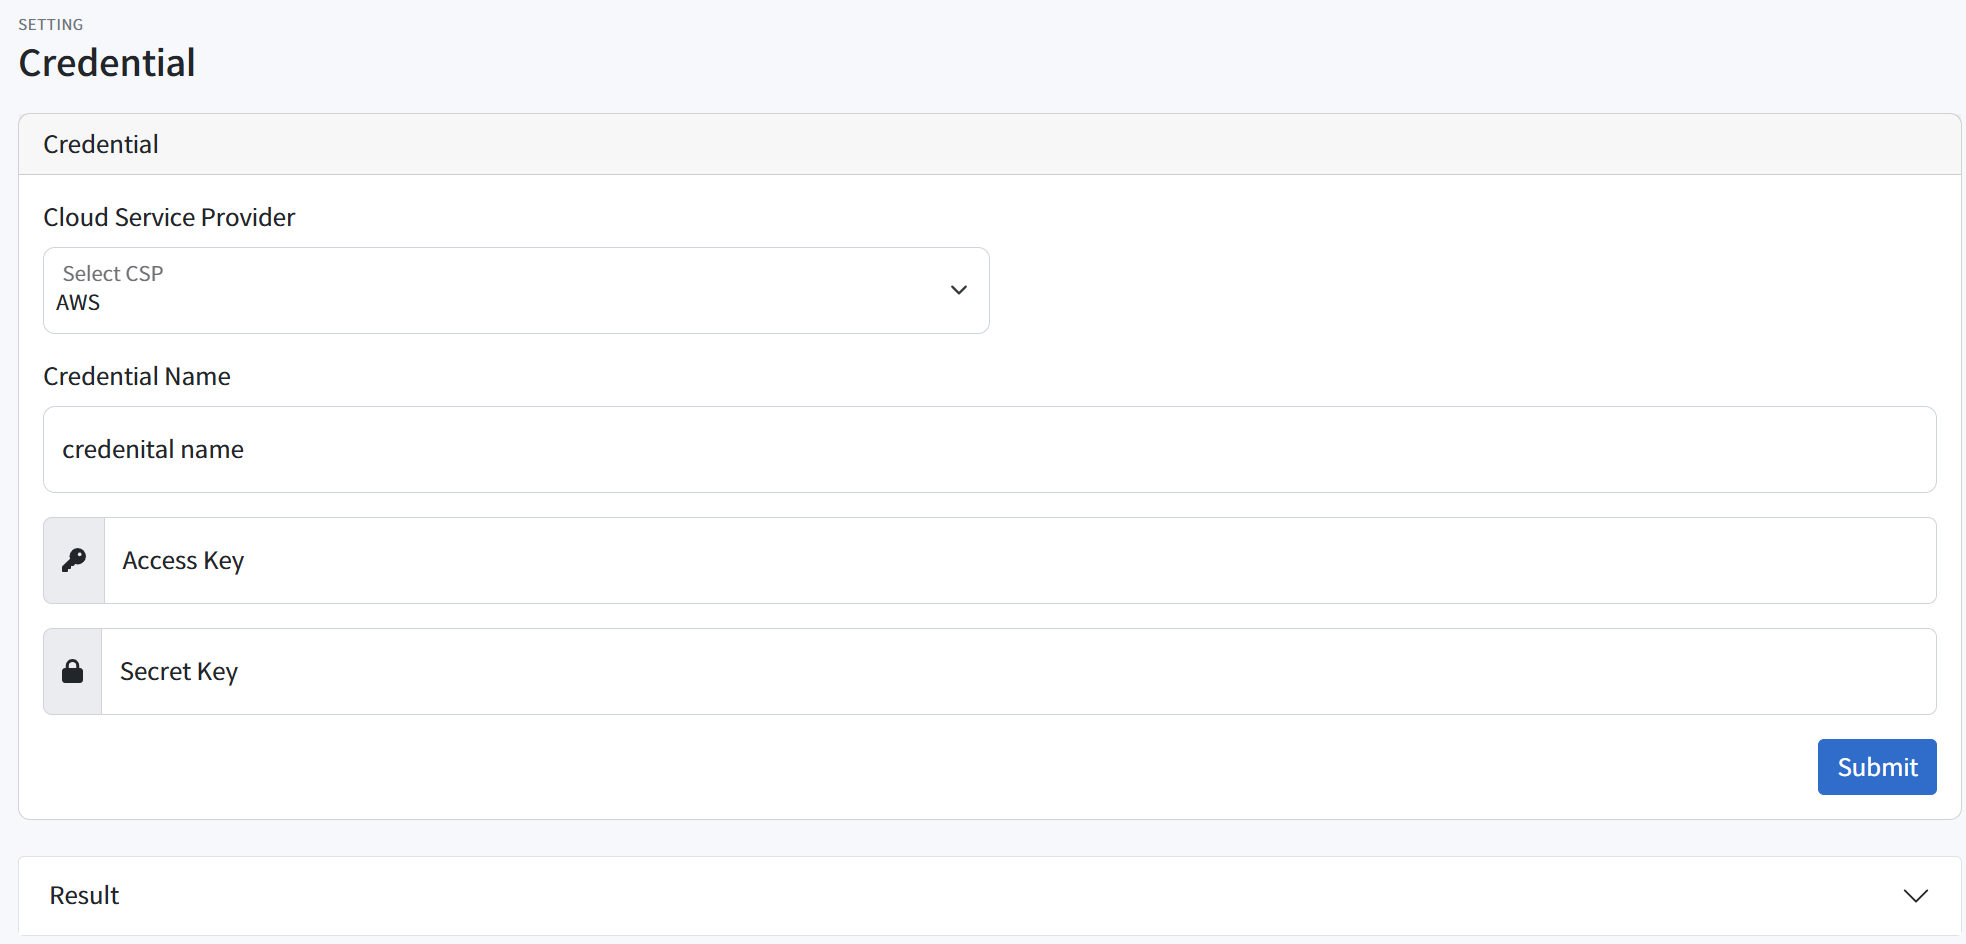 SETTING
Credential
Credential
Cloud Service Provider
Select CSP
AWS
Credential Name
credenital name
Access Key
Secret Key
Submit
Result